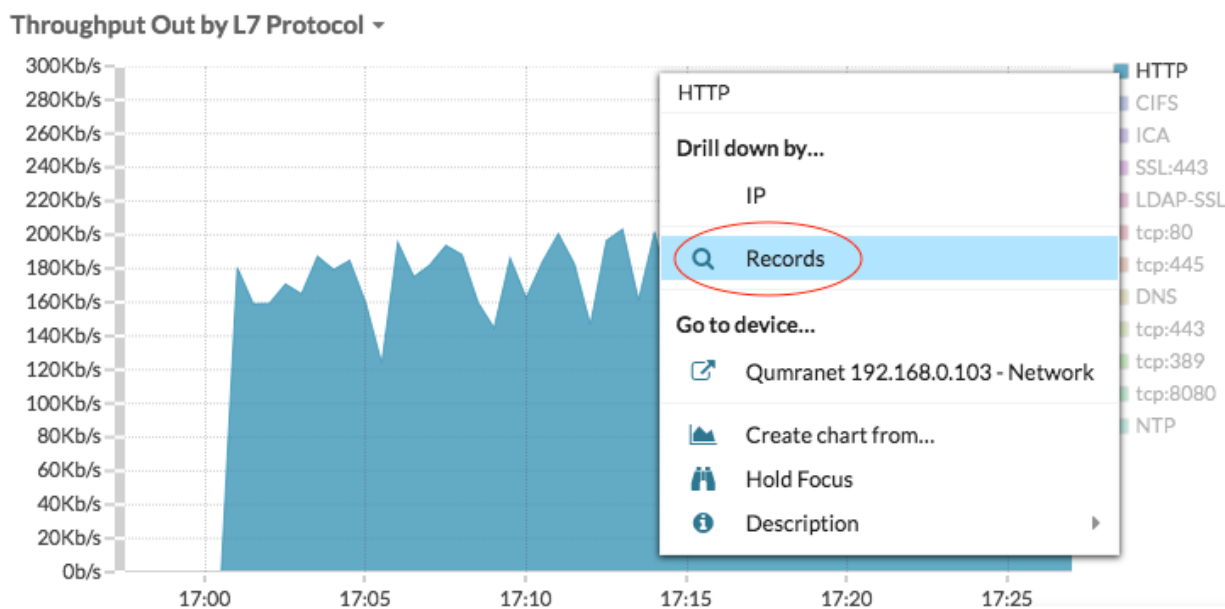 Throughput Out by L7 Protocol
300Kb/s
280Kb/s
260Kb/s
240Kb/s
220Kb/s
200Kb/s
180Kb/s
160Kb/s
140Kb/s
120Kb/s
100Kb/s
80Kb/s
60Kb/s
40Kb/s
20Kb/s
0b/s
17:00 17:05 17:10 17:15 17:20 17:25
HTTP
Drill down by...
IP
Records
Go to device...
Qumranet 192.168.0.103 - Network
Create chart from...
Hold Focus
Description
HTTP
CIFS
ICA
SSL:443
LDAP-SSL
tcp:80
tcp:445
DNS
tcp:443
tcp:389
tcp:8080
NTP